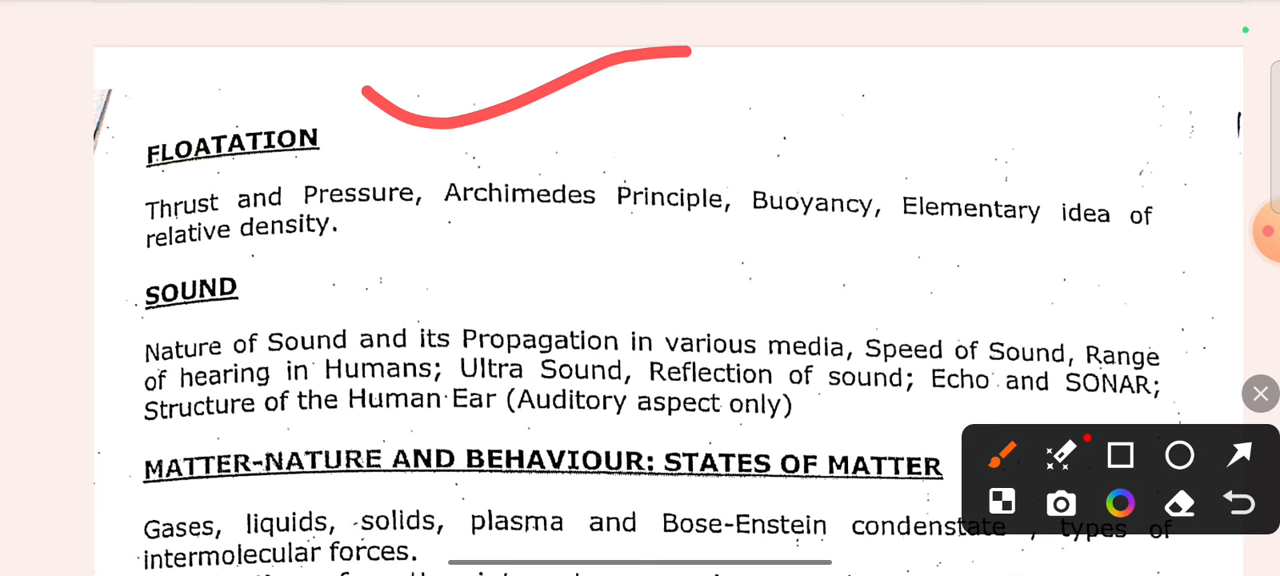 FLOATATION
Thrust and Pressure, Archimedes Principle, Buoyancy, Elementary idea of
relative density.
SOUND
Nature of Sound and its Propagation in various media, Speed of Sound, Range
of hearing in Humans; Ultra Sound, Reflection of sound; Echo and SONAR;
Structure of the Human Ear (Auditory aspect only)
MATTER-NATURE AND BEHAVIOUR: STATES OF MATTER
Gases, liquids, solids, plasma and Bose-Enstein condenstate , types of
intermolecular forces.